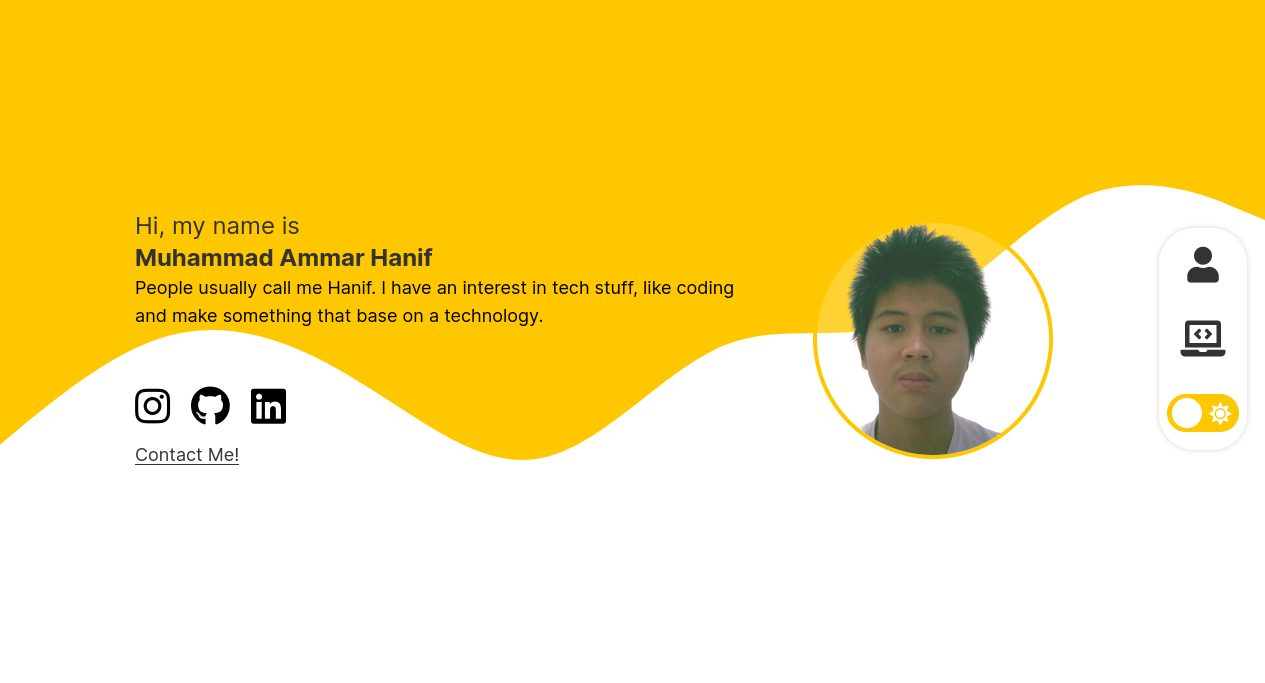 Hi, my name is
Muhammad Ammar Hanif
People usually call me Hanif. I have an interest in tech stuff, like coding
and make something that base on a technology.
Contact Me!